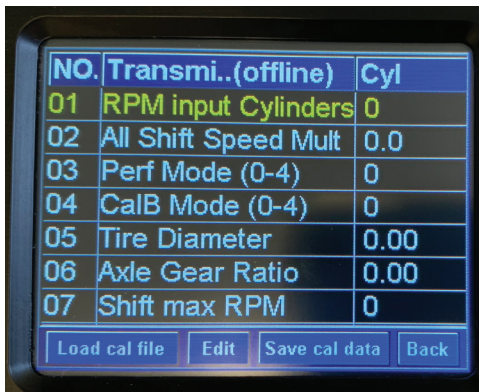 NO. Transmi..(offline) Cyl
01 RPM input Cylinders 0
02 All Shift Speed Mult 0.0
03 Perf Mode (0-4) 0
04 CalB Mode (0-4) 0
05 Tire Diameter 0.00
06 Axle Gear Ratio 0.00
07 Shift max RPM 0
Load cal file Edit Save cal data Back